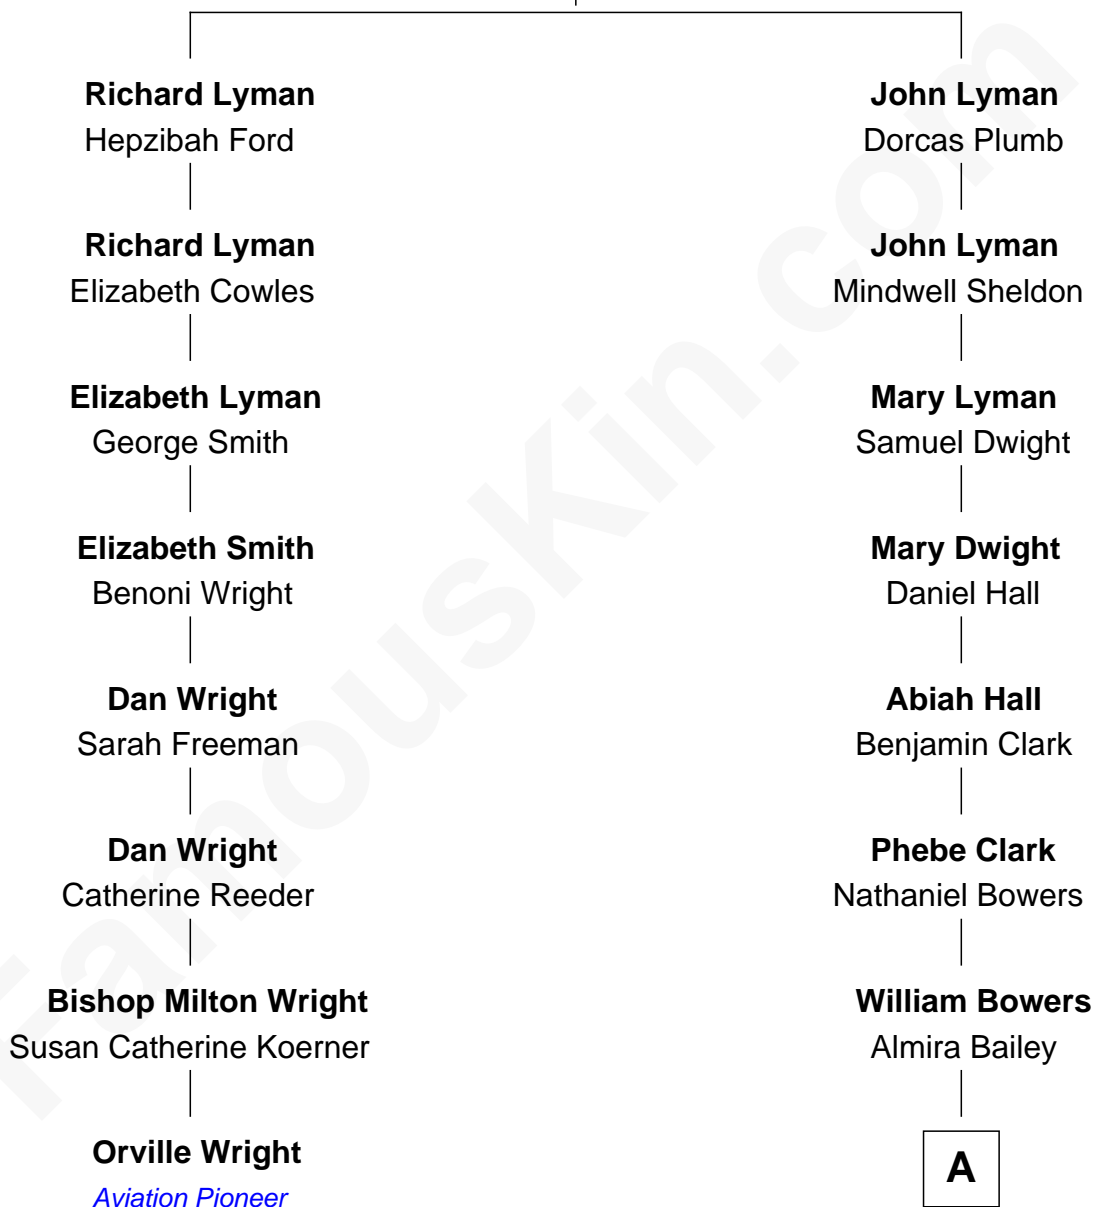 Richard Lyman
Hepzibah Ford
Richard Lyman
Elizabeth Cowles
Elizabeth Lyman
George Smith
Elizabeth Smith
Benoni Wright
Dan Wright
Sarah Freeman
Dan Wright
Catherine Reeder
Bishop Milton Wright
Susan Catherine Koerner
Orville Wright
Aviation Pioneer
John Lyman
Dorcas Plumb
John Lyman
Mindwell Sheldon
Mary Lyman
Samuel Dwight
Mary Dwight
Daniel Hall
Abiah Hall
Benjamin Clark
Phebe Clark
Nathaniel Bowers
William Bowers
Almira Bailey
A
FamousKin.com